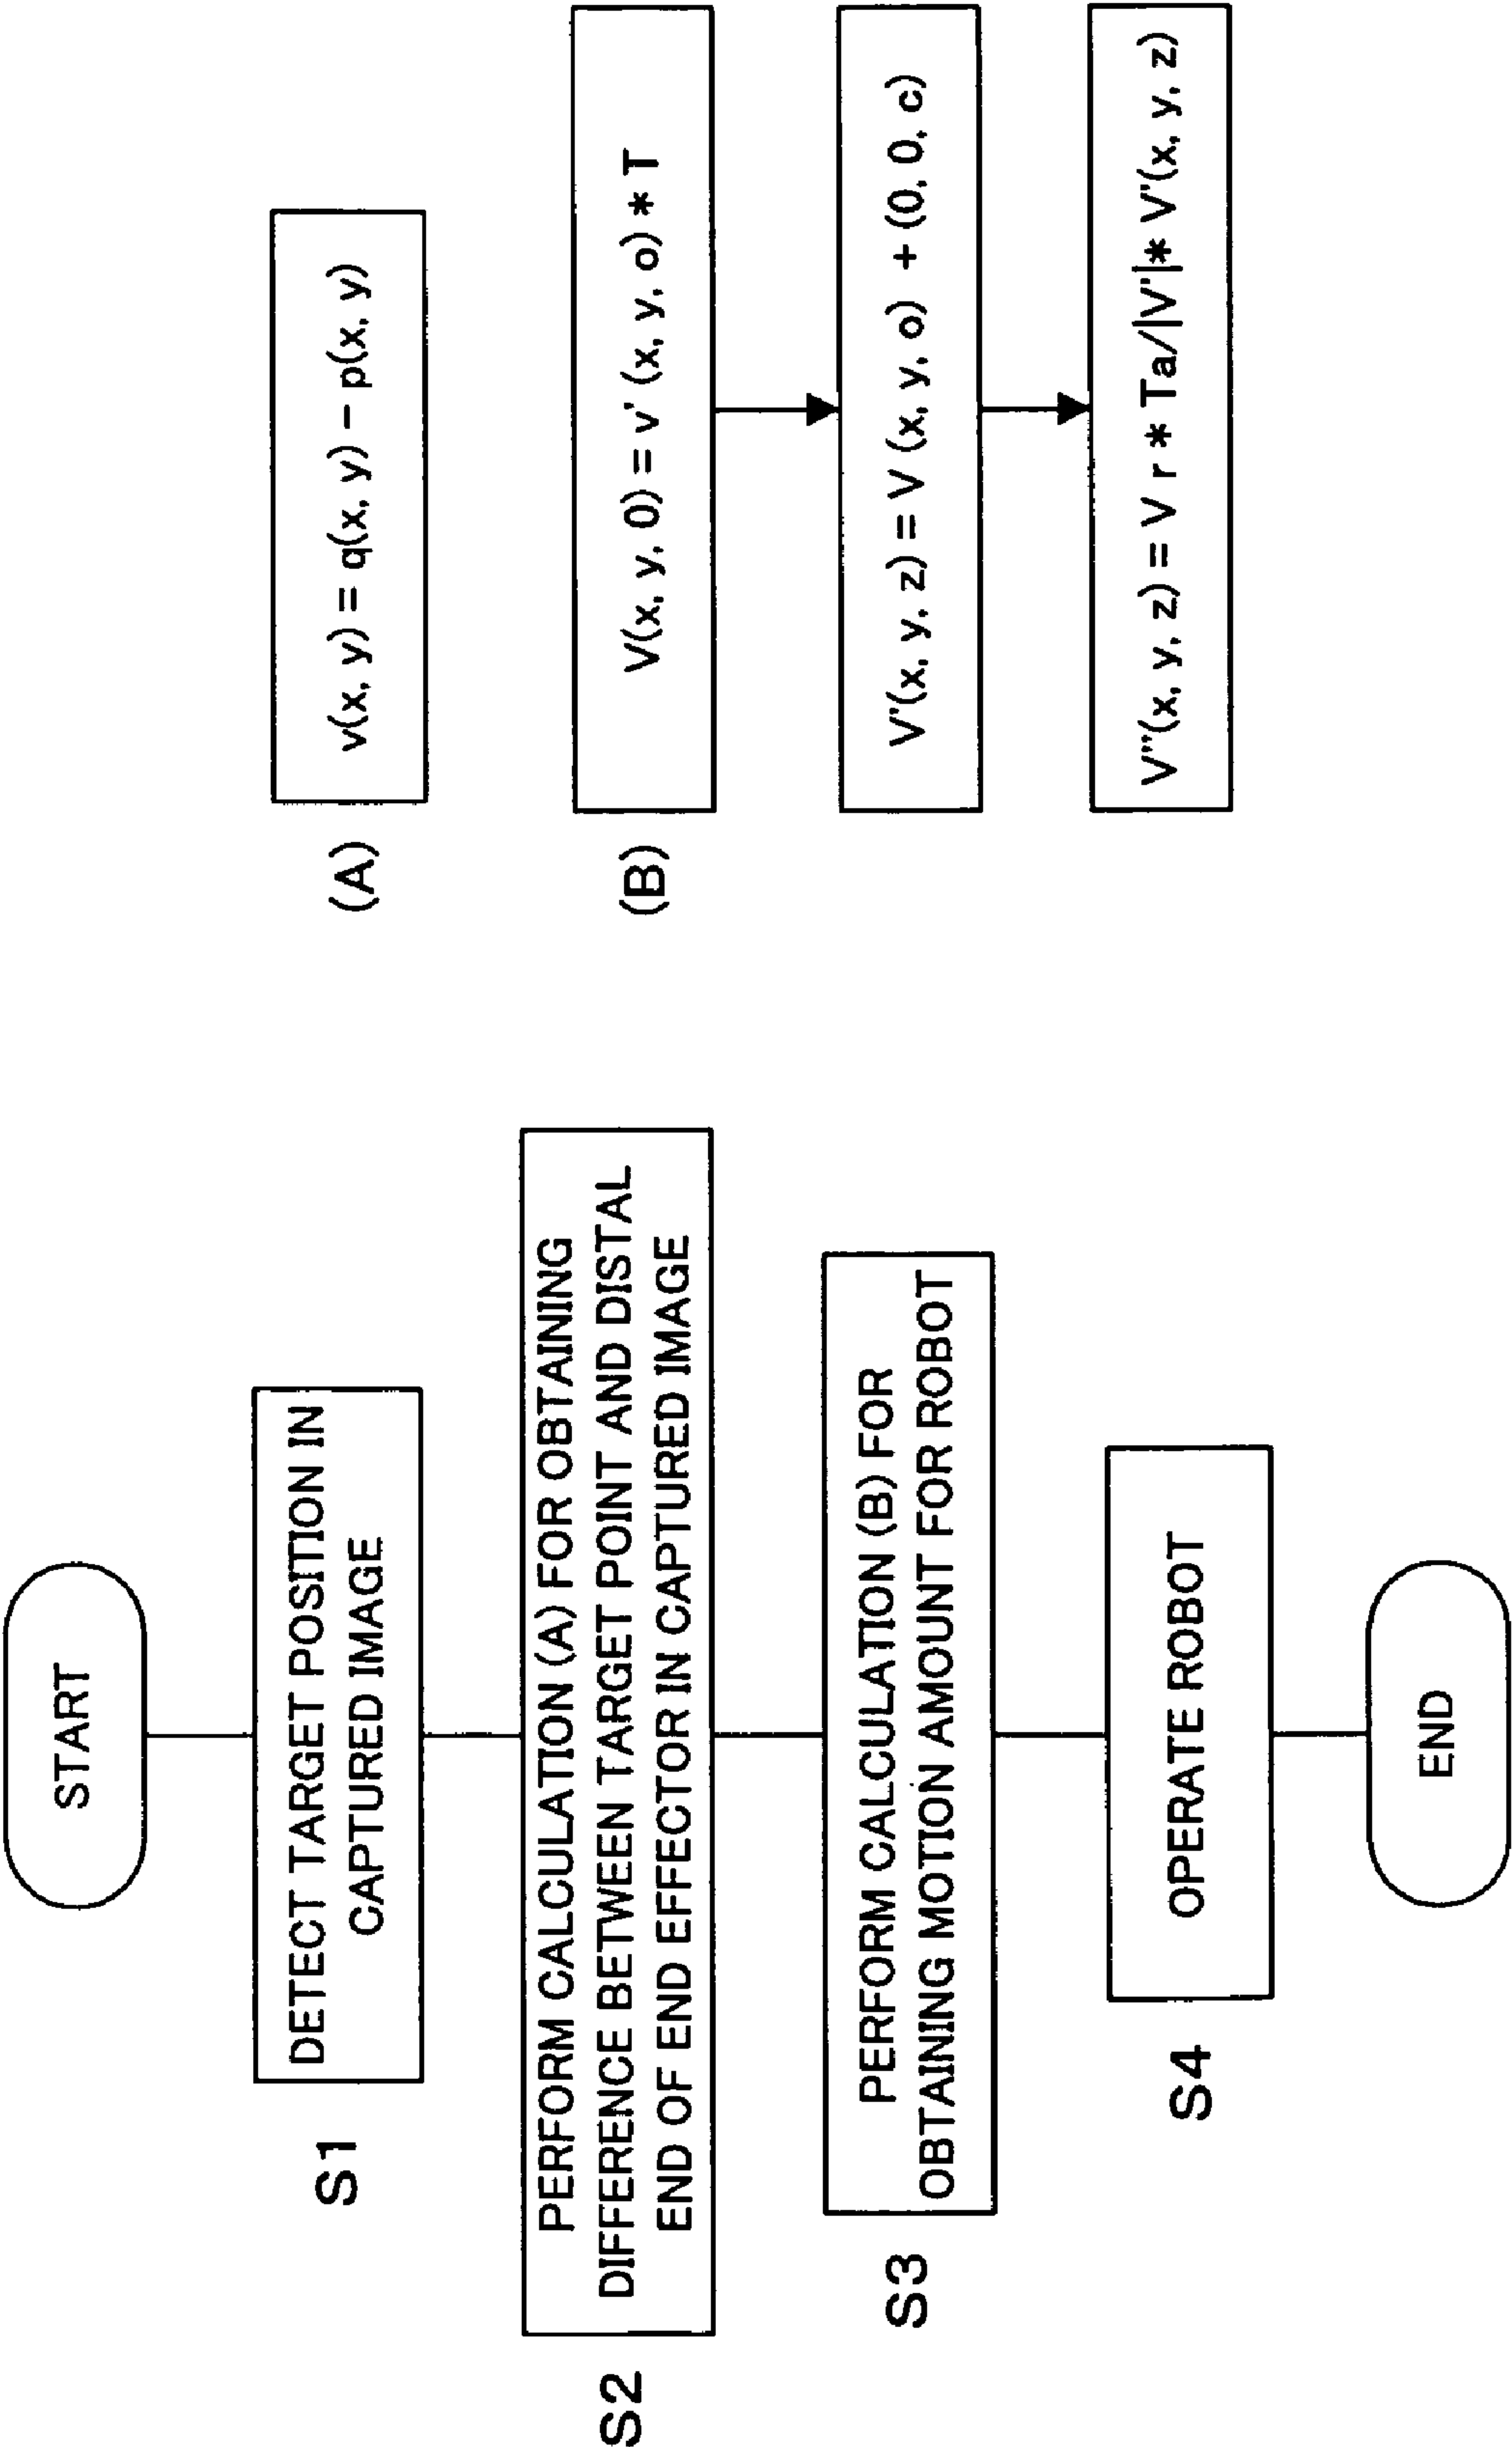 START
S1
DETECT TARGET POSITION IN
CAPTURED IMAGE
S2
PERFORM CALCULATION (A) FOR OBTAINING
DIFFERENCE BETWEEN TARGET POINT AND DISTAL
END OF END EFFECTOR IN CAPTURED IMAGE
S3
PERFORM CALCULATION (B) FOR
OBTAINING MOTION AMOUNT FOR ROBOT
S4
OPERATE ROBOT
END
(A)
v(x, y) = q(x, y) − p(x, y)
(B)
V(x, y, 0) = v' (x, y, o) * T
V'(x, y, z) = V (x, y, o) + (0, 0, c)
V''(x, y, z) = V r * Ta/|V'|* V'(x, y, z)